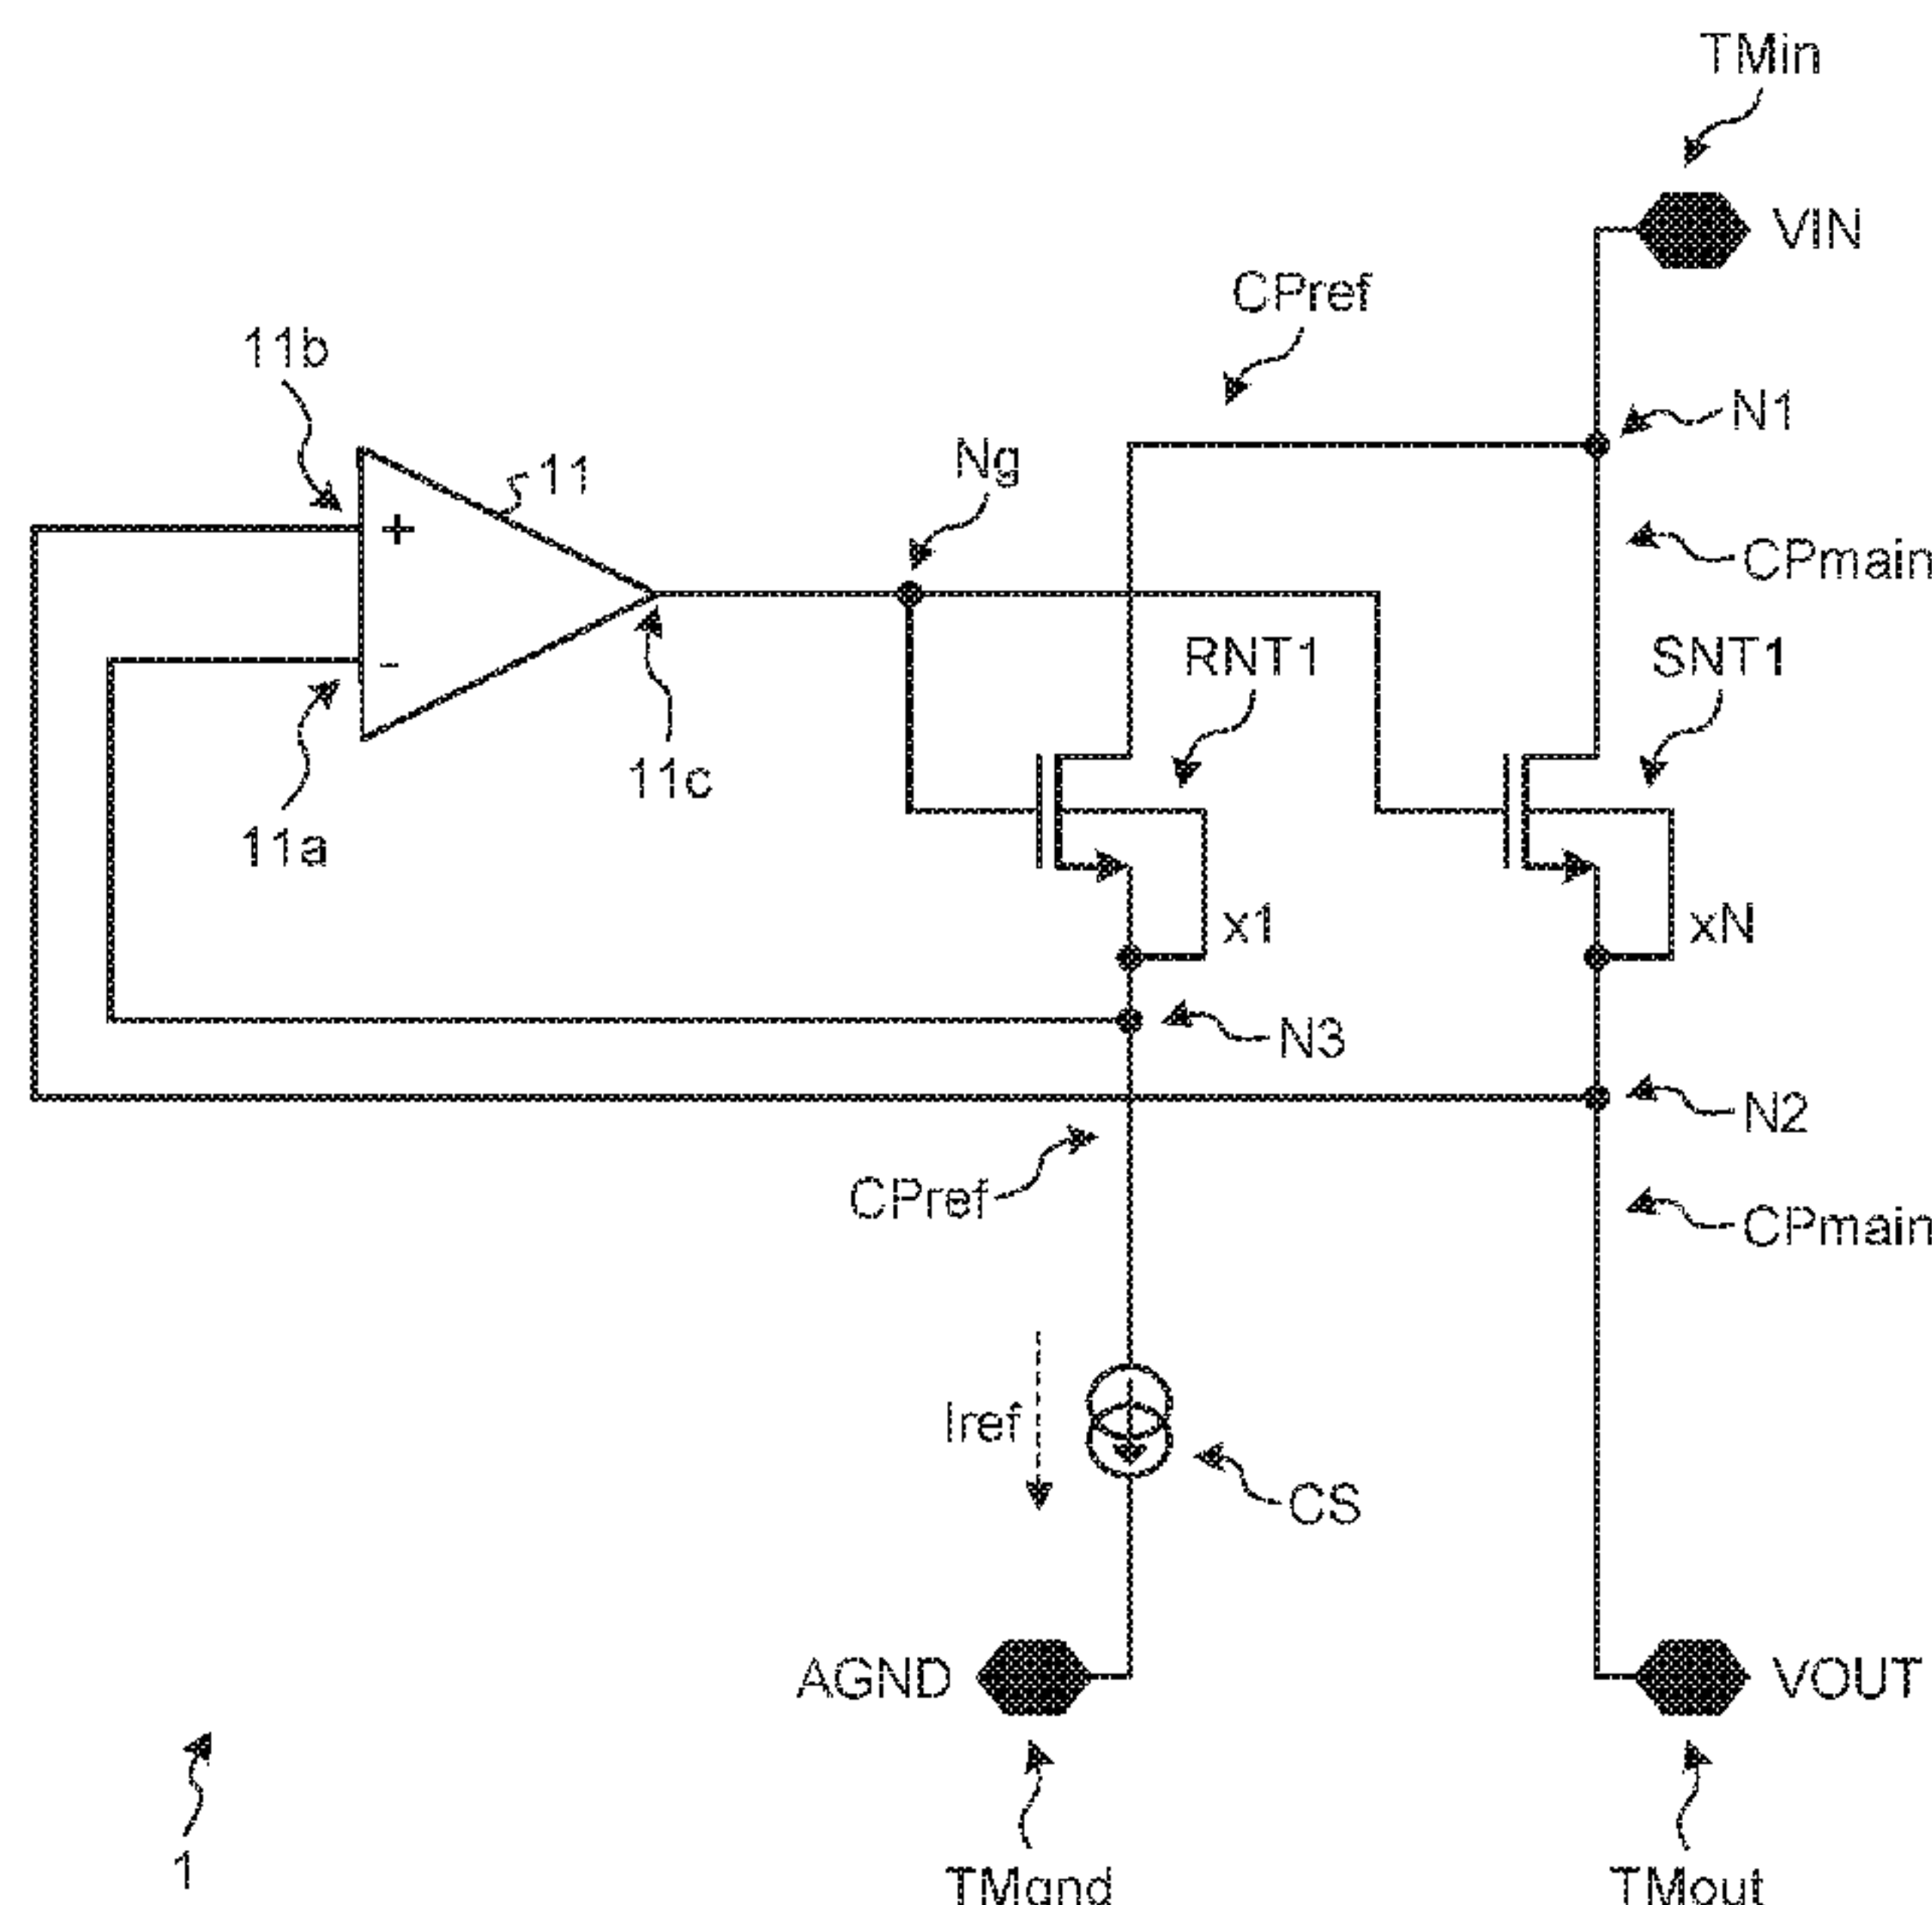 TMin
VIN
CPref
11b
N1
Ng
11
+
CPmain
-
RNT1
SNT1
11c
11a
x1
xN
N3
N2
CPref
CPmain
Iref
CS
AGND
VOUT
1
TMgnd
TMout